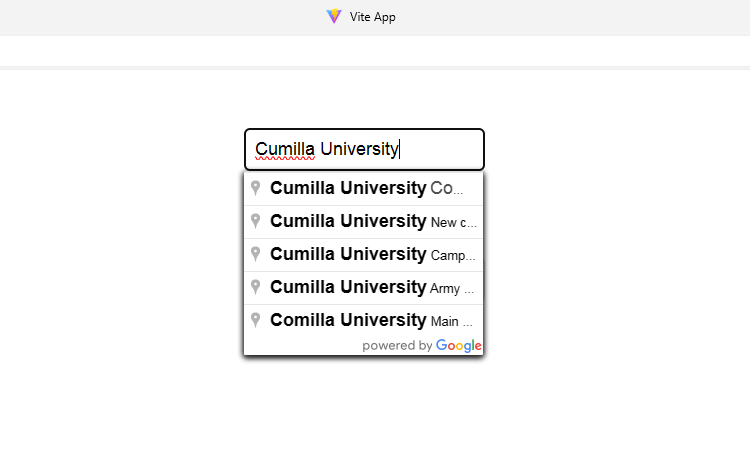 Vite App
Cumilla University
Cumilla University Co...
Cumilla University New c...
Cumilla University Camp...
Cumilla University Army ...
Comilla University Main ...
powered by Google